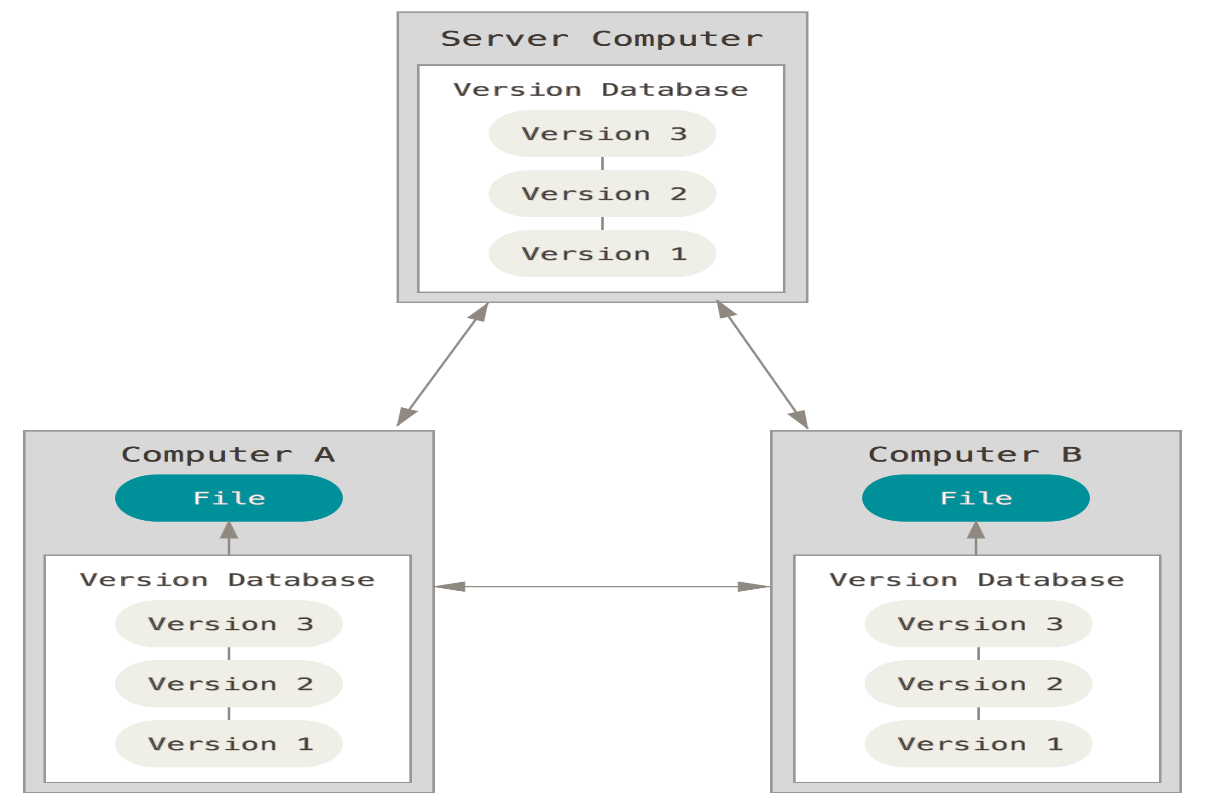 Server Computer
Version Database
Version 3
Version 2
Version 1
Computer A
File
Version Database
Version 3
Version 2
Version 1
Computer B
File
Version Database
Version 3
Version 2
Version 1